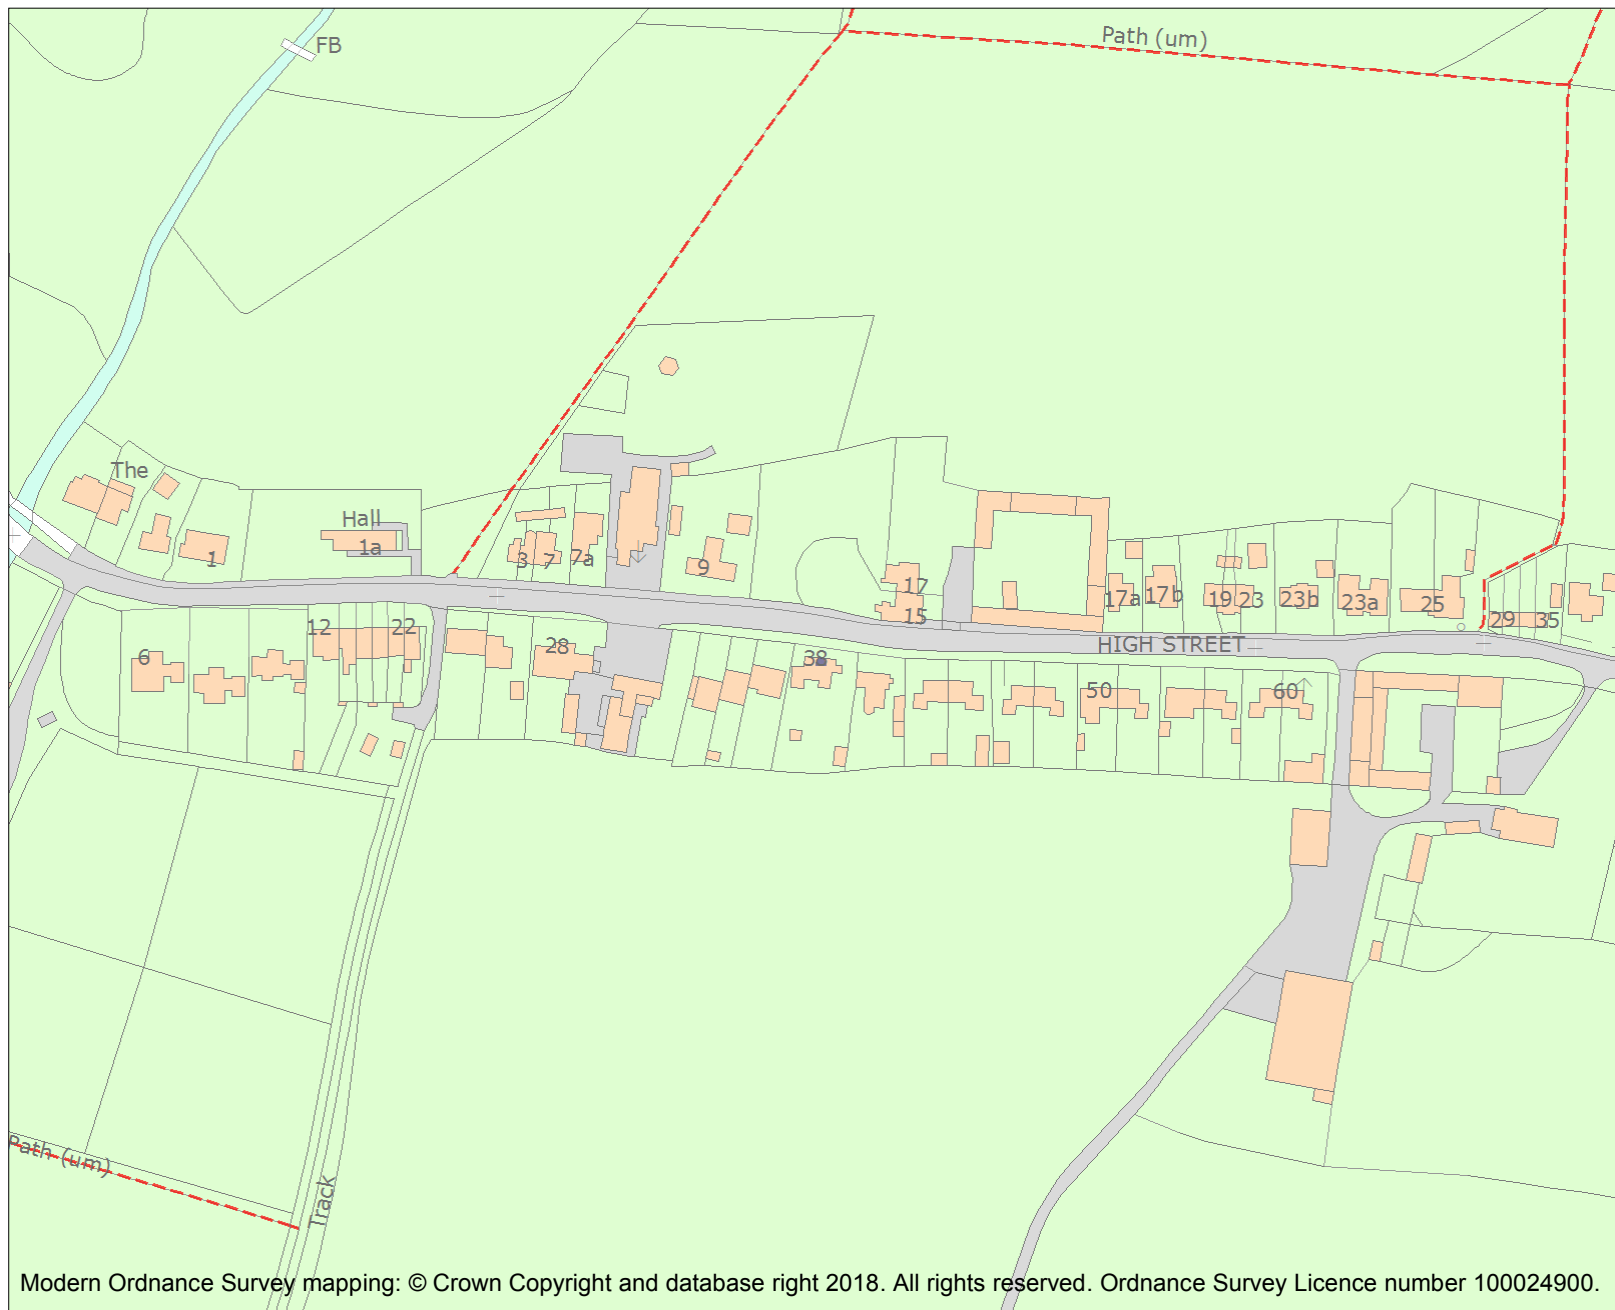 FB
Path (um)
The
Hall
1
1a
3
7
7a
9
17
15
17a
17b
19
23
23b
23a
25
29
35
HIGH STREET
12
22
6
28
38
50
60
Path (um)
Track
Modern Ordnance Survey mapping: © Crown Copyright and database right 2018. All rights reserved. Ordnance Survey Licence number 100024900.